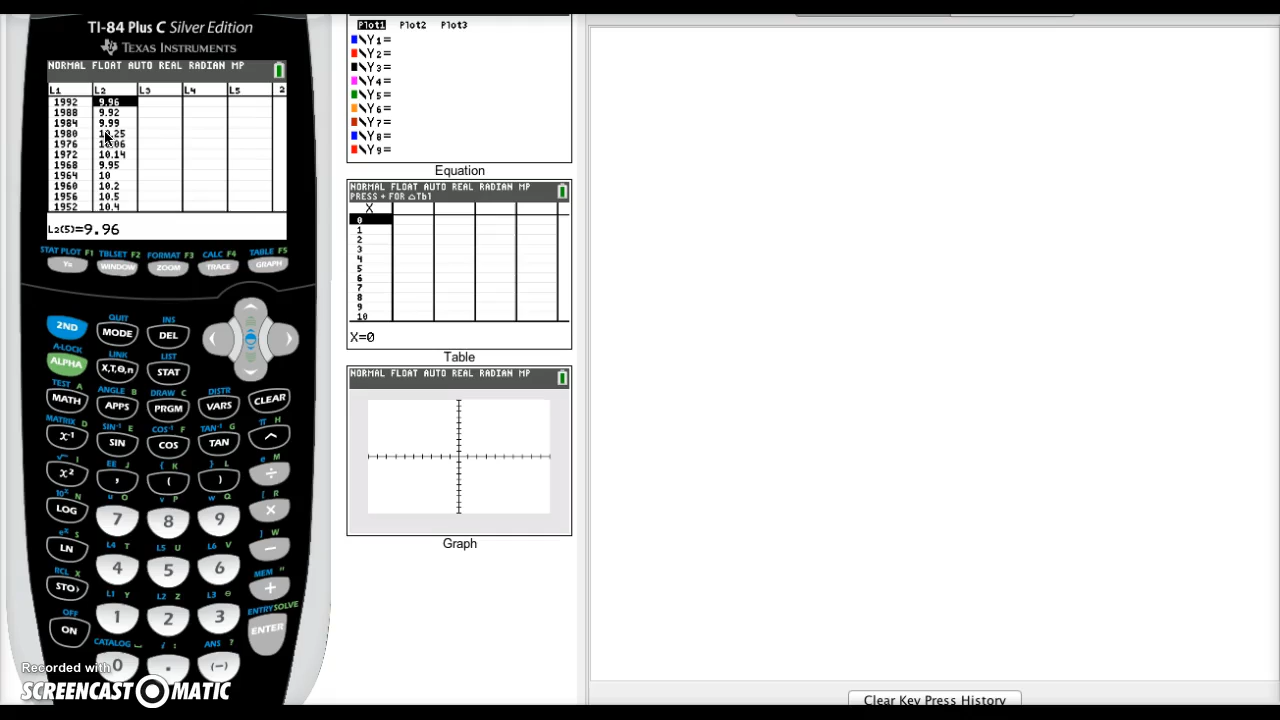 TI-84 Plus C Silver Edition
TEXAS INSTRUMENTS
NORMAL FLOAT AUTO REAL RADIAN MP
L1 L2 L3 L4 L5 2
1992 9.96
1988 9.92
1984 9.99
1980
1976
1972 10.14
1968 9.95
1964 10
1960 10.2
1956 10.5
1952 10.4
L2(5)=9.96
STAT PLOT F1 TBLSET F2 FORMAT F3 CALC F4 TABLE F5
Y= WINDOW ZOOM TRACE GRAPH
QUIT INS
2ND MODE DEL
A-LOCK LINK LIST
ALPHA X,T,Θ,n STAT
TEST A ANGLE B DRAW C DISTR
MATH APPS PRGM VARS CLEAR
MATRIX D SIN-1 E COS-1 F TAN-1 G π H
x-1 SIN COS TAN ^
√ I EE J { K } L e M
x² , ( ) ÷
10x N u O v P w Q [ R
LOG 7 8 9 ×
ex S L4 T L5 U L6 V ] W
LN 4 5 6 −
RCL X L1 Y L2 Z L3 θ MEM "
STO› 1 2 3 +
OFF CATALOG ⎵ i : ANS ? ENTRY SOLVE
ON 0 . (−) ENTER
Recorded with
SCREENCAST O MATIC
Plot1 Plot2 Plot3
\Y1=
\Y2=
\Y3=
\Y4=
\Y5=
\Y6=
\Y7=
\Y8=
\Y9=
Equation
NORMAL FLOAT AUTO REAL RADIAN MP
PRESS + FOR △Tbl
X
0
1
2
3
4
5
6
7
8
9
10
X=0
Table
NORMAL FLOAT AUTO REAL RADIAN MP
Graph
Clear Key Press History